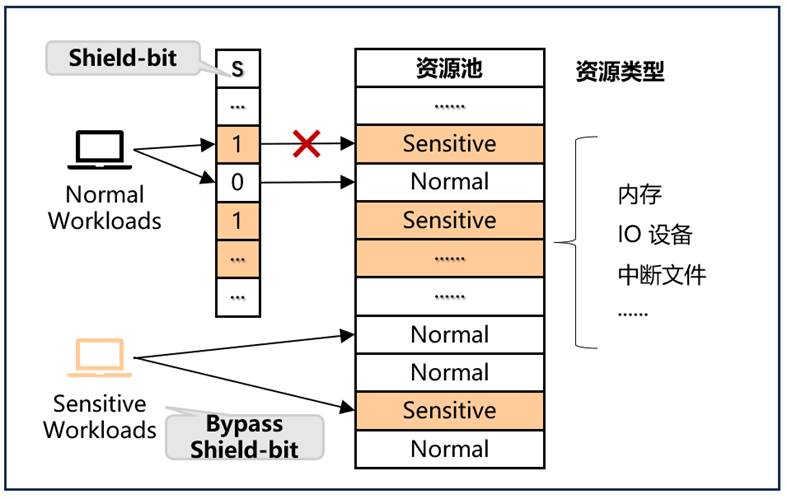 Shield-bit
S
资源池
资源类型
...
......
1
Sensitive
Normal
Workloads
0
Normal
1
Sensitive
...
......
...
......
内存
IO 设备
中断文件
......
Normal
Normal
Sensitive
Workloads
Sensitive
Bypass
Shield-bit
Normal